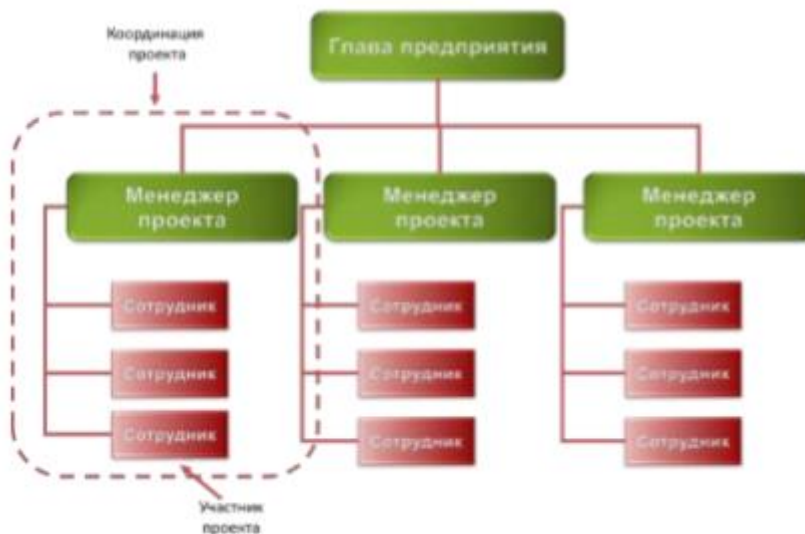 Координация
проекта
Глава предприятия
Менеджер
проекта
Менеджер
проекта
Менеджер
проекта
Сотрудник
Сотрудник
Сотрудник
Сотрудник
Сотрудник
Сотрудник
Сотрудник
Сотрудник
Сотрудник
Участник
проекта